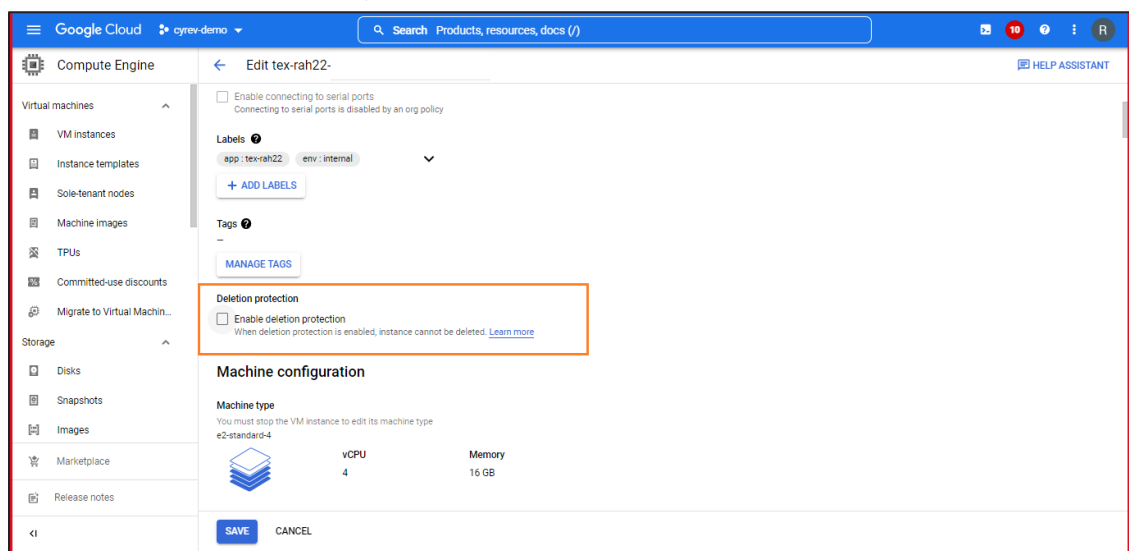 Google Cloud
cyrev-demo
Search Products, resources, docs (/)
10
R
Compute Engine
Edit tex-rah22-
HELP ASSISTANT
Virtual machines
VM instances
Instance templates
Sole-tenant nodes
Machine images
TPUs
Committed-use discounts
Migrate to Virtual Machin...
Storage
Disks
Snapshots
Images
Marketplace
Release notes
Enable connecting to serial ports
Connecting to serial ports is disabled by an org policy
Labels
app : tex-rah22 env : internal
+ ADD LABELS
Tags
—
MANAGE TAGS
Deletion protection
Enable deletion protection
When deletion protection is enabled, instance cannot be deleted. Learn more
Machine configuration
Machine type
You must stop the VM instance to edit its machine type
e2-standard-4
vCPU Memory
4 16 GB
SAVE CANCEL